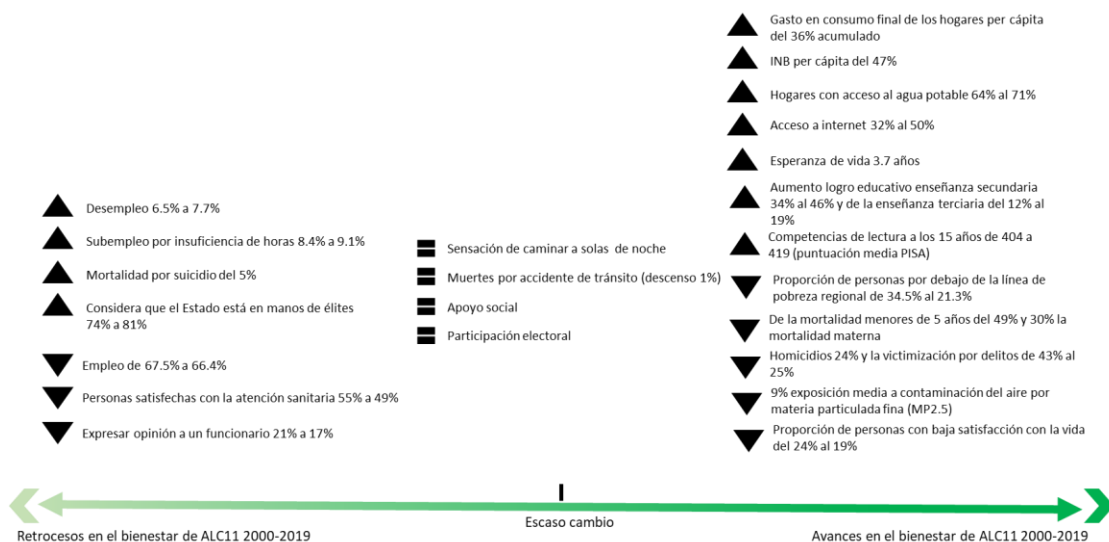 Desempleo 6.5% a 7.7%
Subempleo por insuficiencia de horas 8.4% a 9.1%
Mortalidad por suicidio del 5%
Considera que el Estado está en manos de élites
74% a 81%
Empleo de 67.5% a 66.4%
Personas satisfechas con la atención sanitaria 55% a 49%
Expresar opinión a un funcionario 21% a 17%
Sensación de caminar a solas de noche
Muertes por accidente de tránsito (descenso 1%)
Apoyo social
Participación electoral
Gasto en consumo final de los hogares per cápita
del 36% acumulado
INB per cápita del 47%
Hogares con acceso al agua potable 64% al 71%
Acceso a internet 32% al 50%
Esperanza de vida 3.7 años
Aumento logro educativo enseñanza secundaria
34% al 46% y de la enseñanza terciaria del 12% al
19%
Competencias de lectura a los 15 años de 404 a
419 (puntuación media PISA)
Proporción de personas por debajo de la línea de
pobreza regional de 34.5% al 21.3%
De la mortalidad menores de 5 años del 49% y 30% la
mortalidad materna
Homicidios 24% y la victimización por delitos de 43% al
25%
9% exposición media a contaminación del aire por
materia particulada fina (MP2.5)
Proporción de personas con baja satisfacción con la vida
del 24% al 19%
Retrocesos en el bienestar de ALC11 2000-2019
Escaso cambio
Avances en el bienestar de ALC11 2000-2019